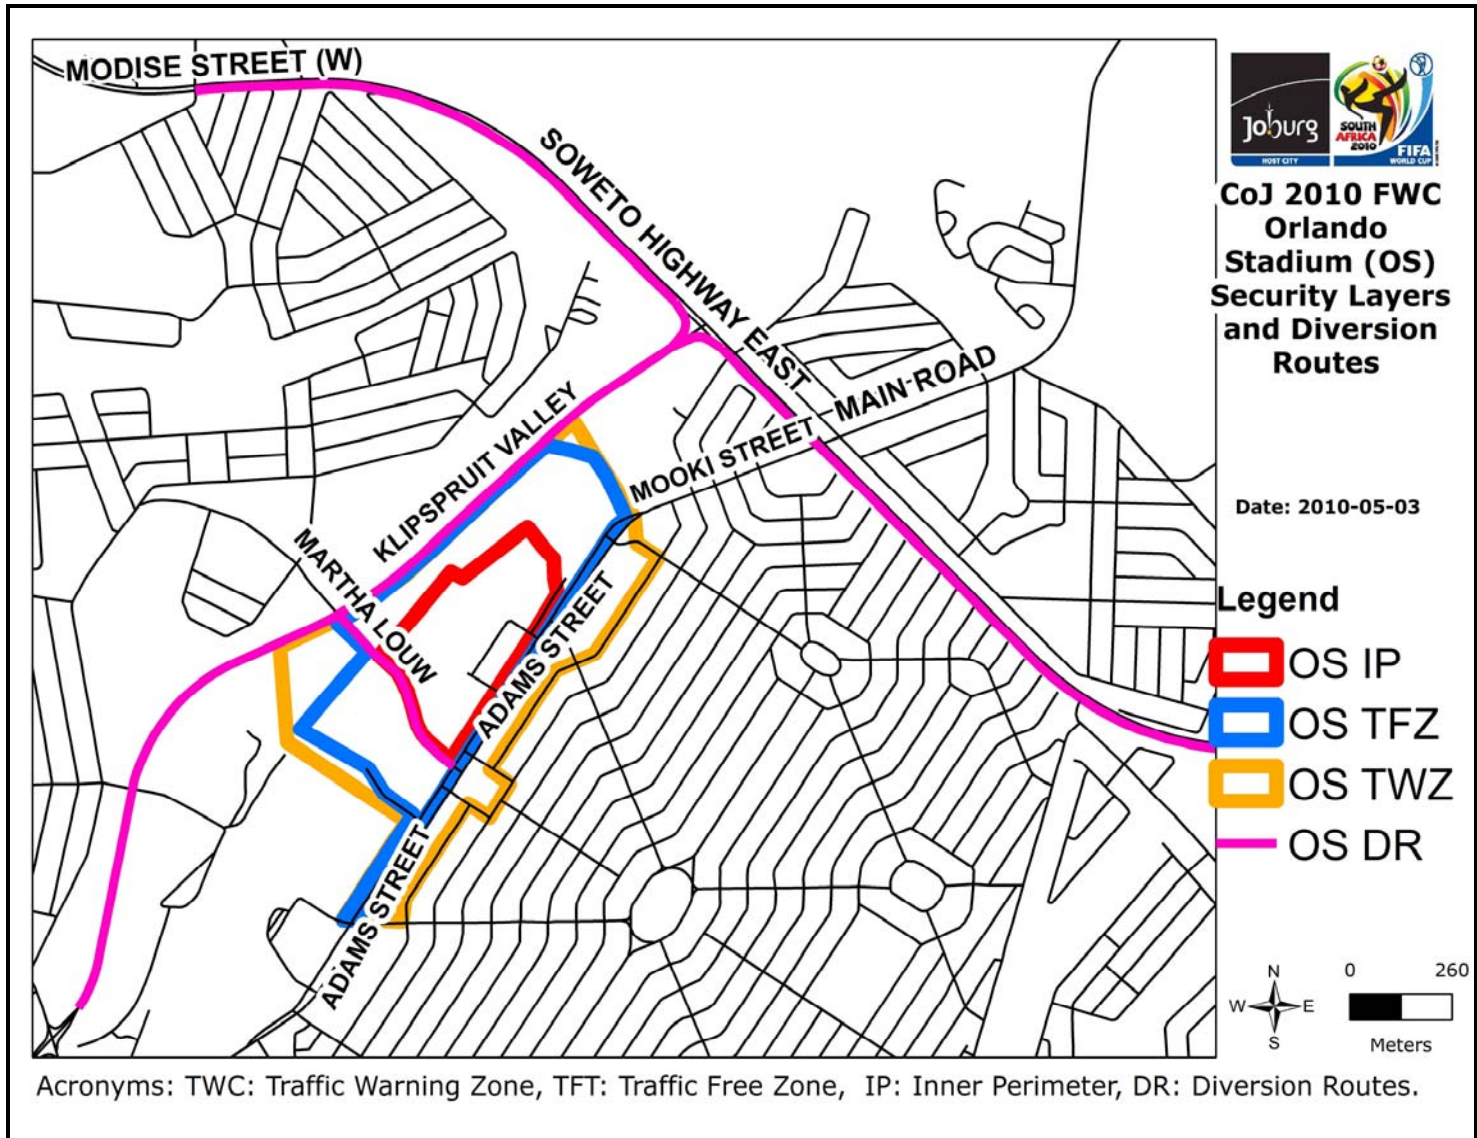 MODISE STREET (W)
SOWETO HIGHWAY EAST
MAIN ROAD
MOOKI STREET
KLIPSPRUIT VALLEY
MARTHA LOUW
ADAMS STREET
ADAMS STREET
Joburg
HOST CITY
SOUTH
AFRICA
2010
FIFA
WORLD CUP
CoJ 2010 FWC
Orlando
Stadium (OS)
Security Layers
and Diversion
Routes
Date: 2010-05-03
Legend
OS IP
OS TFZ
OS TWZ
OS DR
N
W E
S
0 260
Meters
Acronyms: TWC: Traffic Warning Zone, TFT: Traffic Free Zone, IP: Inner Perimeter, DR: Diversion Routes.